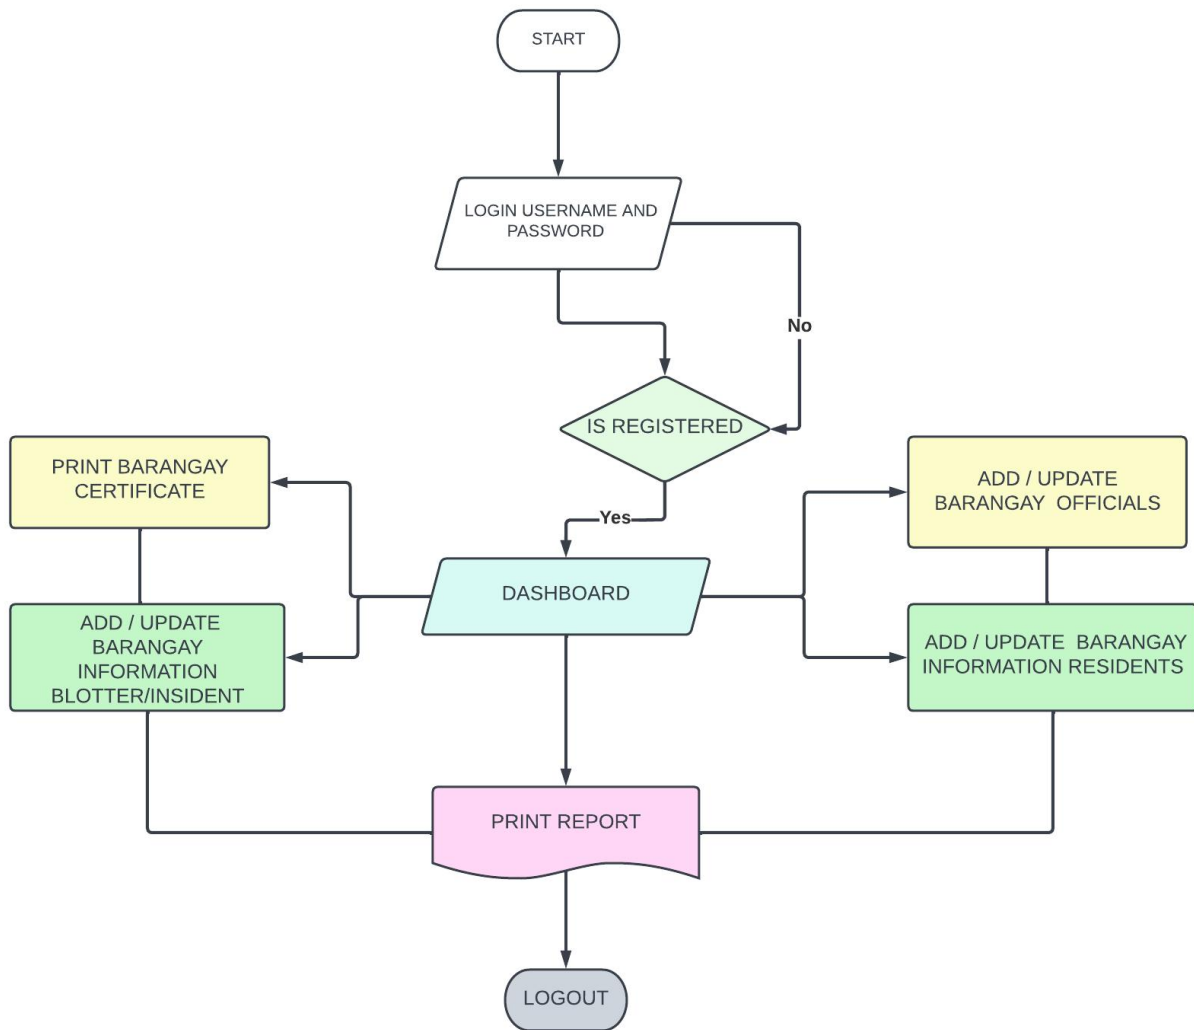 START
LOGIN USERNAME AND
PASSWORD
No
IS REGISTERED
Yes
PRINT BARANGAY
CERTIFICATE
ADD / UPDATE
BARANGAY OFFICIALS
DASHBOARD
ADD / UPDATE
BARANGAY
INFORMATION
BLOTTER/INSIDENT
ADD / UPDATE BARANGAY
INFORMATION RESIDENTS
PRINT REPORT
LOGOUT